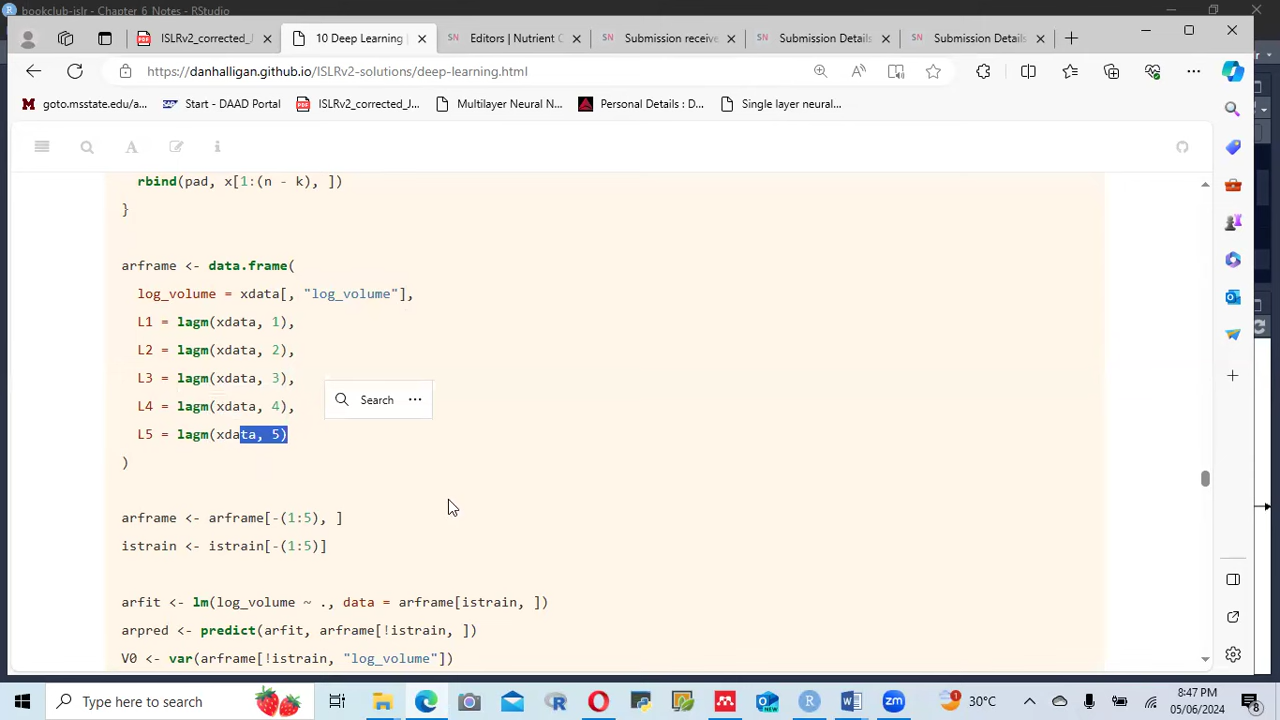 bookclub-islr - Chapter 6 Notes - RStudio
ISLRv2_corrected_J
10 Deep Learning |
Editors | Nutrient C
Submission receive
Submission Details
Submission Details
https://danhalligan.github.io/ISLRv2-solutions/deep-learning.html
goto.msstate.edu/a...
Start - DAAD Portal
ISLRv2_corrected_J...
Multilayer Neural N...
Personal Details : D...
Single layer neural...
rbind(pad, x[1:(n - k), ])
}
arframe <- data.frame(
log_volume = xdata[, "log_volume"],
L1 = lagm(xdata, 1),
L2 = lagm(xdata, 2),
L3 = lagm(xdata, 3),
L4 = lagm(xdata, 4),
L5 = lagm(xdata, 5)
)
Search
arframe <- arframe[-(1:5), ]
istrain <- istrain[-(1:5)]
arfit <- lm(log_volume ~ ., data = arframe[istrain, ])
arpred <- predict(arfit, arframe[!istrain, ])
V0 <- var(arframe[!istrain, "log_volume"])
Type here to search
30°C
8:47 PM
05/06/2024